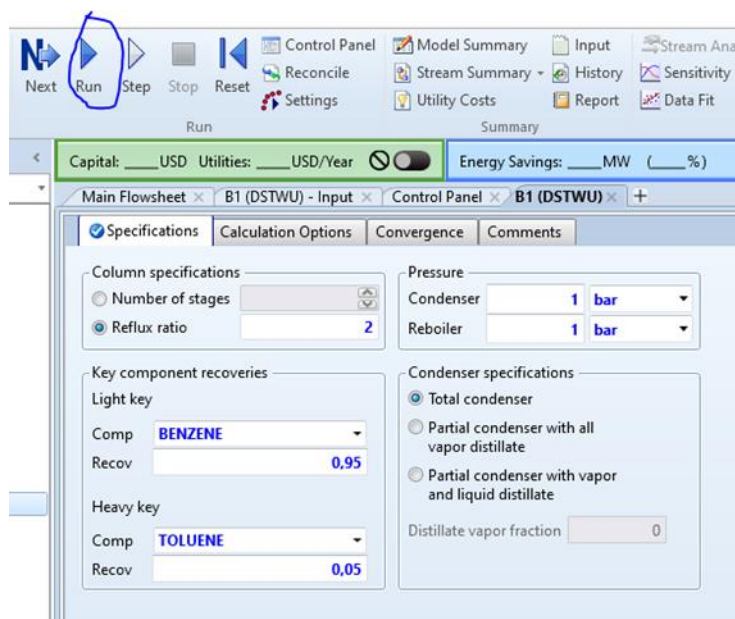 Next
Run
Step
Stop
Reset
Control Panel
Reconcile
Settings
Run
Model Summary
Stream Summary
Utility Costs
Input
History
Report
Stream Ana
Sensitivity
Data Fit
Summary
Capital: ____USD Utilities: ____USD/Year
Energy Savings: ____MW (____%)
Main Flowsheet × B1 (DSTWU) - Input × Control Panel × B1 (DSTWU) × +
Specifications Calculation Options Convergence Comments
Column specifications
Number of stages
Reflux ratio 2
Pressure
Condenser 1 bar
Reboiler 1 bar
Key component recoveries
Light key
Comp BENZENE
Recov 0,95
Heavy key
Comp TOLUENE
Recov 0,05
Condenser specifications
Total condenser
Partial condenser with all
vapor distillate
Partial condenser with vapor
and liquid distillate
Distillate vapor fraction 0